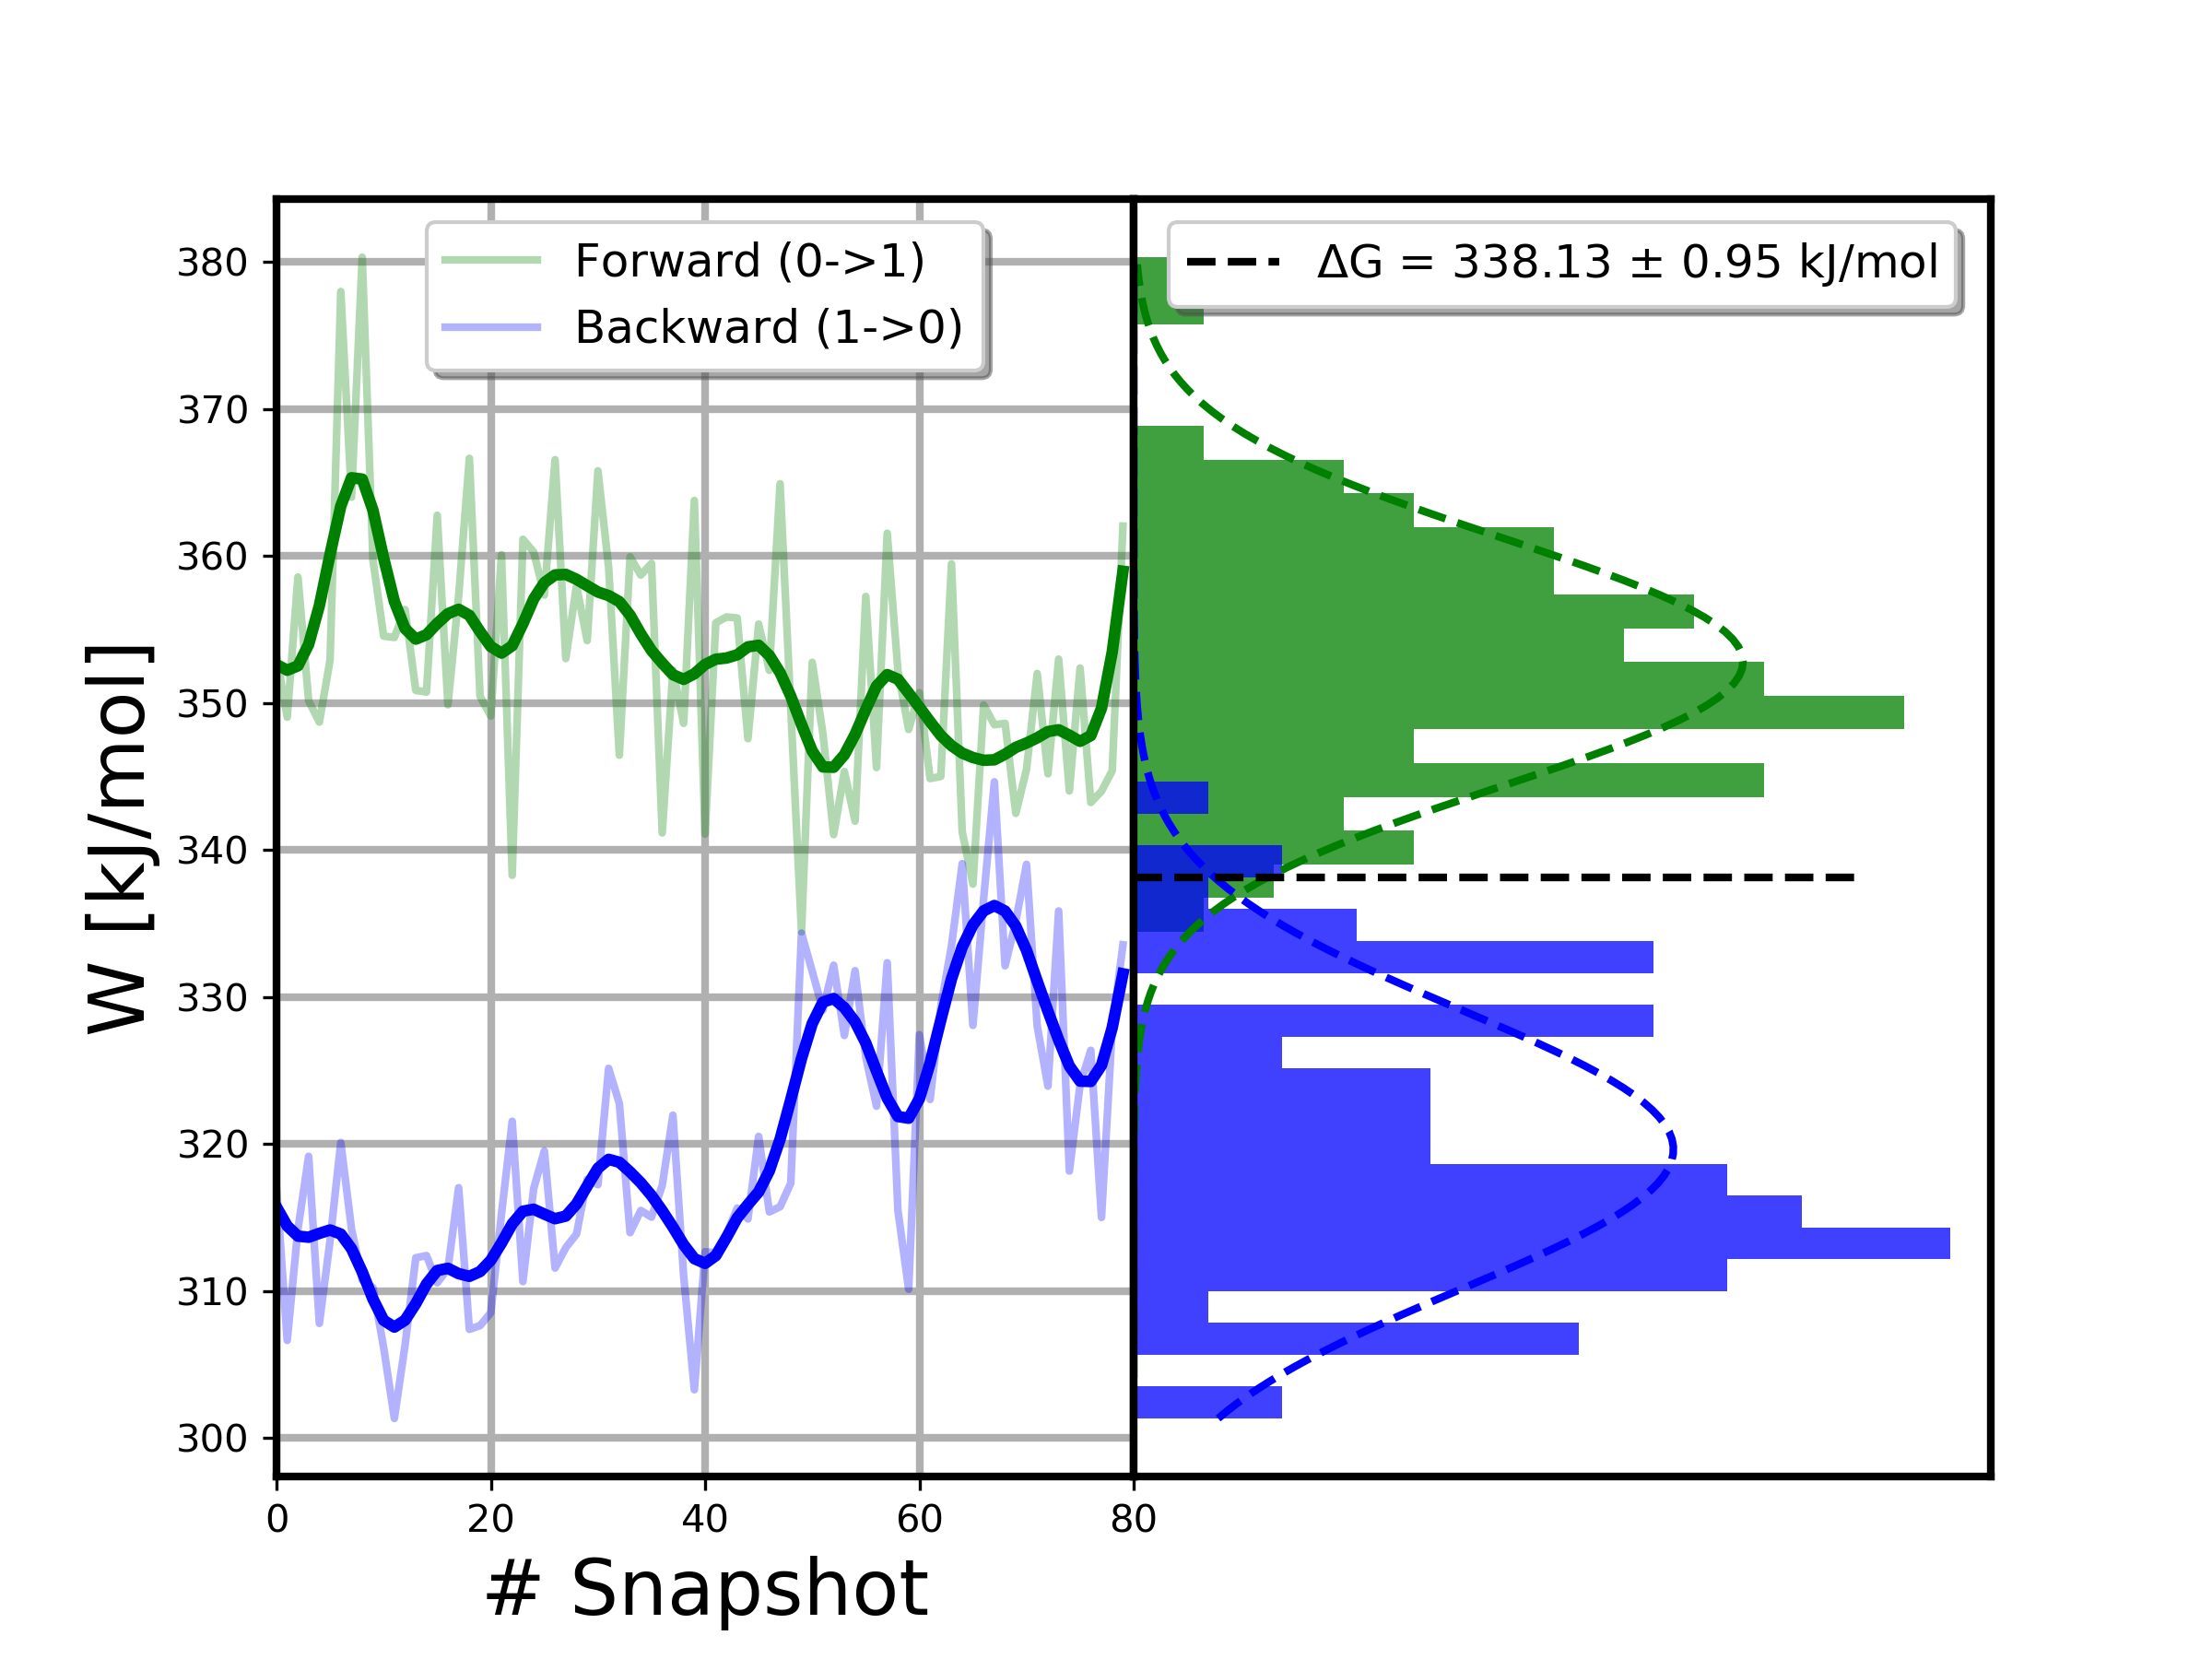 Forward (0->1)
Backward (1->0)
ΔG = 338.13 ± 0.95 kJ/mol
W [kJ/mol]
380
370
360
350
340
330
320
310
300
0 20 40 60 80
# Snapshot